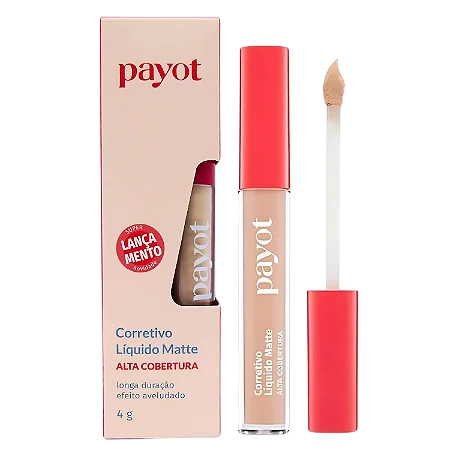 payot
SUPER
LANÇA
MENTO
novidade
payot
Corretivo
Líquido Matte
ALTA COBERTURA
longa duração
efeito aveludado
4 g
payot
Corretivo
Líquido Matte
ALTA COBERTURA